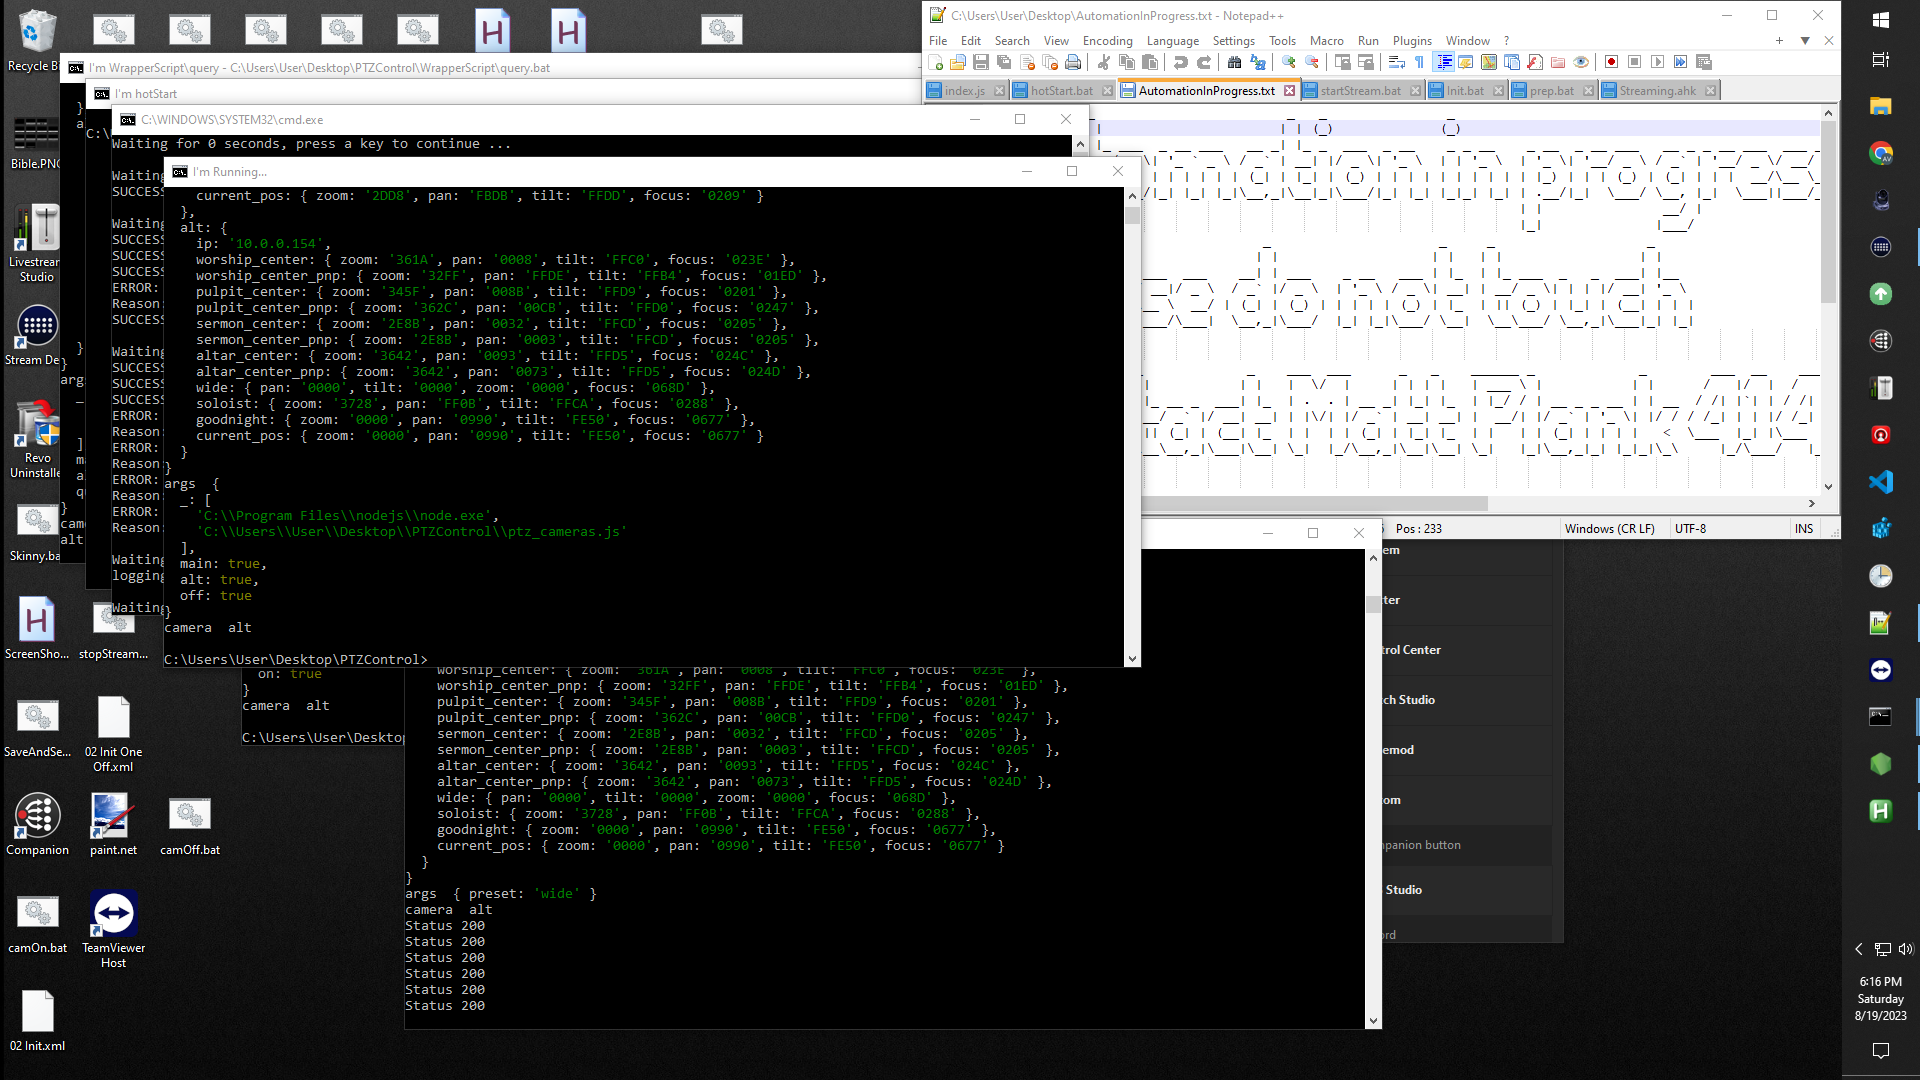 Recycle Bin
Bible.PNG
Livestream Studio
Stream De
Revo Uninstalle
Skinny.ba
ScreenSho...
stopStream...
SaveAndSe...
02 Init One Off.xml
Companion
paint.net
camOff.bat
camOn.bat
TeamViewer Host
02 Init.xml
I'm WrapperScript\query - C:\Users\User\Desktop\PTZControl\WrapperScript\query.bat
I'm hotStart
C:\WINDOWS\SYSTEM32\cmd.exe
Waiting for 0 seconds, press a key to continue ...
Waiting
SUCCESS
Waiting
SUCCESS
SUCCESS
SUCCESS
ERROR:
Reason:
SUCCESS
Waiting
SUCCESS
SUCCESS
SUCCESS
ERROR:
Reason:
ERROR:
Reason:
ERROR:
Reason:
ERROR:
Reason:
Waiting
logging
Waiting
I'm Running...
current_pos: { zoom: '2DD8', pan: 'FBDB', tilt: 'FFDD', focus: '0209' }
},
alt: {
ip: '10.0.0.154',
worship_center: { zoom: '361A', pan: '0008', tilt: 'FFC0', focus: '023E' },
worship_center_pnp: { zoom: '32FF', pan: 'FFDE', tilt: 'FFB4', focus: '01ED' },
pulpit_center: { zoom: '345F', pan: '008B', tilt: 'FFD9', focus: '0201' },
pulpit_center_pnp: { zoom: '362C', pan: '00CB', tilt: 'FFD0', focus: '0247' },
sermon_center: { zoom: '2E8B', pan: '0032', tilt: 'FFCD', focus: '0205' },
sermon_center_pnp: { zoom: '2E8B', pan: '0003', tilt: 'FFCD', focus: '0205' },
altar_center: { zoom: '3642', pan: '0093', tilt: 'FFD5', focus: '024C' },
altar_center_pnp: { zoom: '3642', pan: '0073', tilt: 'FFD5', focus: '024D' },
wide: { pan: '0000', tilt: '0000', zoom: '0000', focus: '068D' },
soloist: { zoom: '3728', pan: 'FF0B', tilt: 'FFCA', focus: '0288' },
goodnight: { zoom: '0000', pan: '0990', tilt: 'FE50', focus: '0677' },
current_pos: { zoom: '0000', pan: '0990', tilt: 'FE50', focus: '0677' }
}
}
args  {
_: [
'C:\\Program Files\\nodejs\\node.exe',
'C:\\Users\\User\\Desktop\\PTZControl\\ptz_cameras.js'
],
main: true,
alt: true,
off: true
}
camera  alt
C:\Users\User\Desktop\PTZControl>
on: true
}
camera  alt
C:\Users\User\Desktop
worship_center: { zoom: '361A', pan: '0008', tilt: 'FFC0', focus: '023E' },
worship_center_pnp: { zoom: '32FF', pan: 'FFDE', tilt: 'FFB4', focus: '01ED' },
pulpit_center: { zoom: '345F', pan: '008B', tilt: 'FFD9', focus: '0201' },
pulpit_center_pnp: { zoom: '362C', pan: '00CB', tilt: 'FFD0', focus: '0247' },
sermon_center: { zoom: '2E8B', pan: '0032', tilt: 'FFCD', focus: '0205' },
sermon_center_pnp: { zoom: '2E8B', pan: '0003', tilt: 'FFCD', focus: '0205' },
altar_center: { zoom: '3642', pan: '0093', tilt: 'FFD5', focus: '024C' },
altar_center_pnp: { zoom: '3642', pan: '0073', tilt: 'FFD5', focus: '024D' },
wide: { pan: '0000', tilt: '0000', zoom: '0000', focus: '068D' },
soloist: { zoom: '3728', pan: 'FF0B', tilt: 'FFCA', focus: '0288' },
goodnight: { zoom: '0000', pan: '0990', tilt: 'FE50', focus: '0677' },
current_pos: { zoom: '0000', pan: '0990', tilt: 'FE50', focus: '0677' }
}
}
args  { preset: 'wide' }
camera  alt
Status 200
Status 200
Status 200
Status 200
Status 200
Status 200
C:\Users\User\Desktop\AutomationInProgress.txt - Notepad++
File Edit Search View Encoding Language Settings Tools Macro Run Plugins Window ?
index.js hotStart.bat AutomationInProgress.txt startStream.bat Init.bat prep.bat Streaming.ahk
Pos : 233 Windows (CR LF) UTF-8 INS
em
rter
trol Center
tch Studio
emod
om
panion button
Studio
ord
6:16 PM
Saturday
8/19/2023